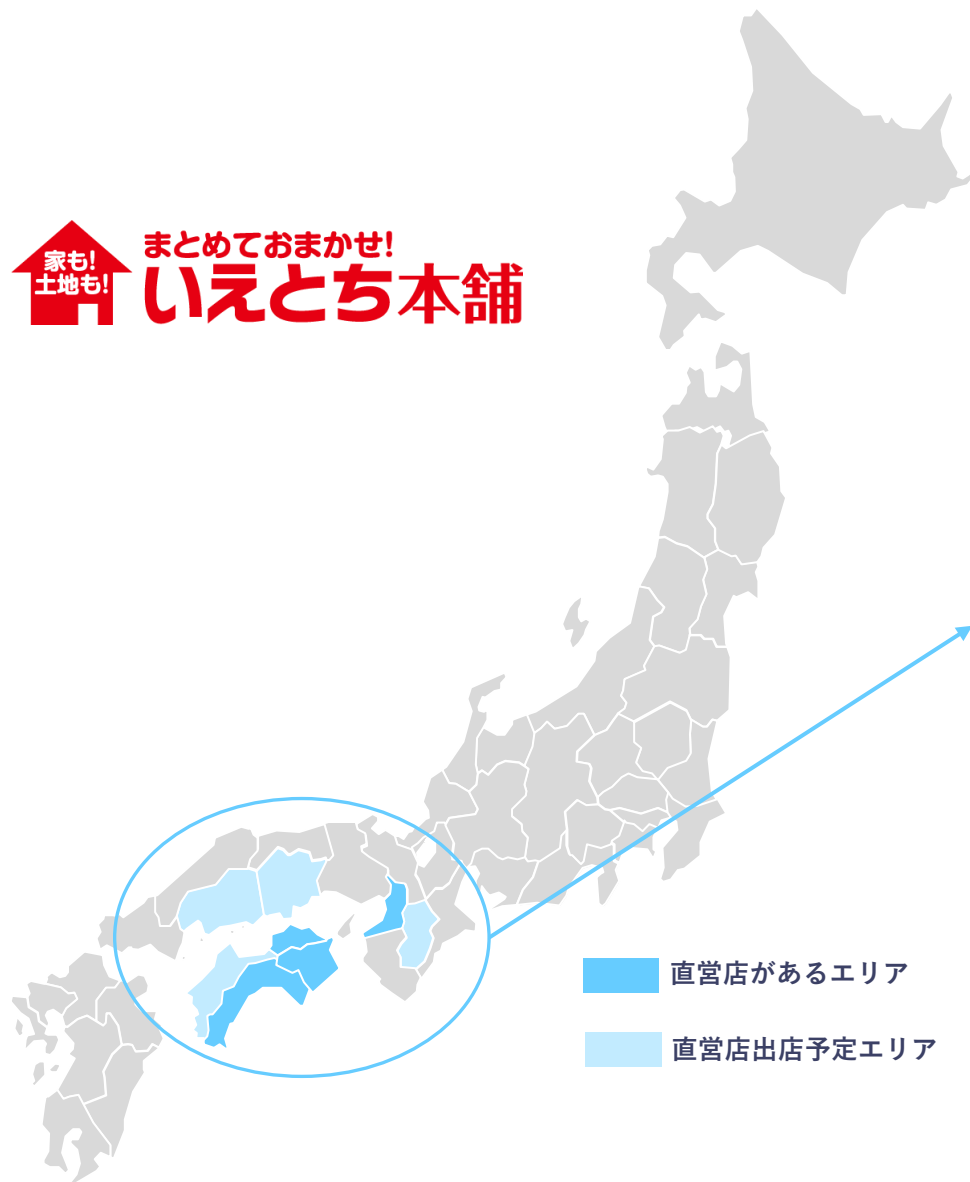 家も!
土地も!
まとめておまかせ!
いえとち本舗
直営店があるエリア
直営店出店予定エリア